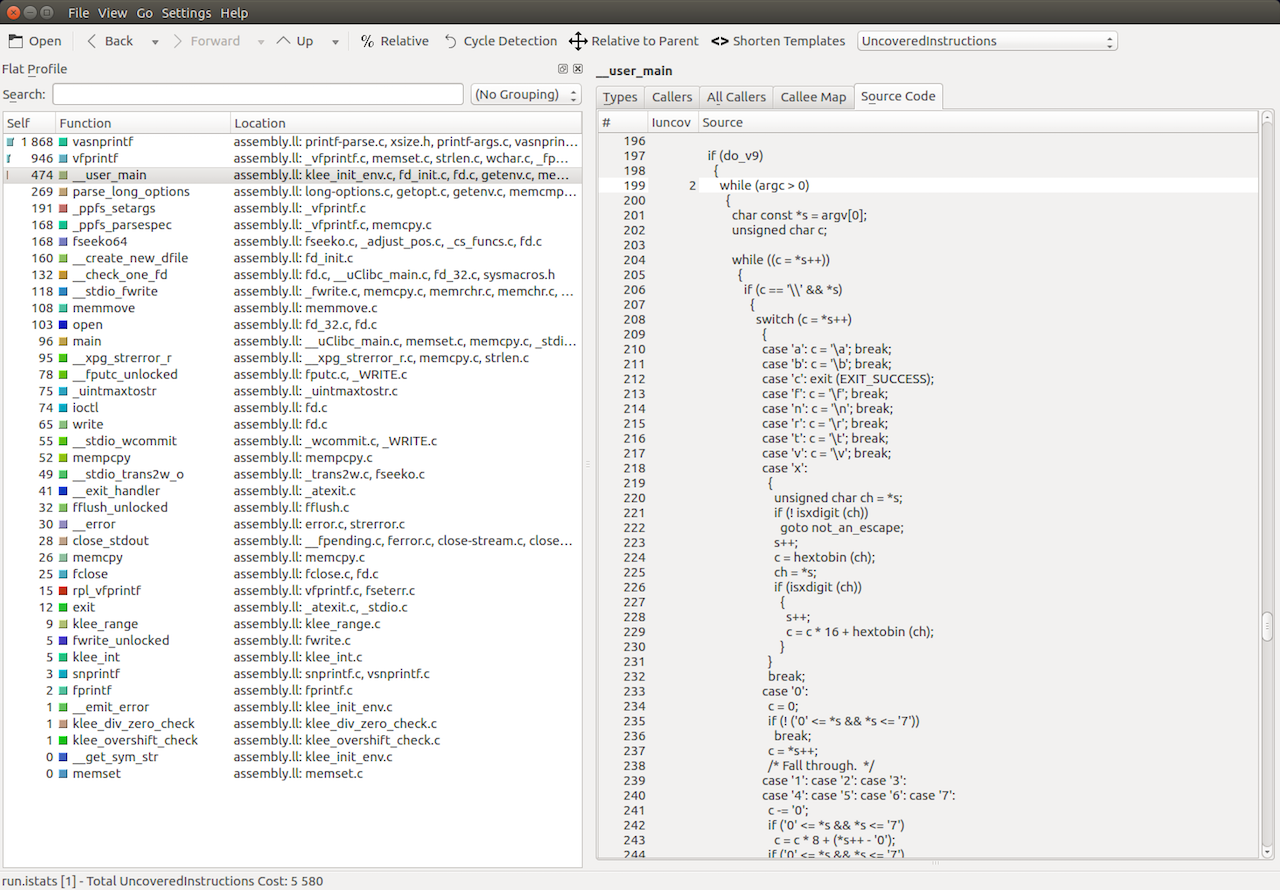 File View Go Settings Help
Open Back Forward Up % Relative Cycle Detection Relative to Parent <> Shorten Templates UncoveredInstructions
Flat Profile
Search: (No Grouping)
Self Function Location
1 868 vasnprintf assembly.ll: printf-parse.c, xsize.h, printf-args.c, vasnprin...
946 vfprintf assembly.ll: _vfprintf.c, memset.c, strlen.c, wchar.c, _fp...
474 __user_main assembly.ll: klee_init_env.c, fd_init.c, fd.c, getenv.c, me...
269 parse_long_options assembly.ll: long-options.c, getopt.c, getenv.c, memcmp...
191 _ppfs_setargs assembly.ll: _vfprintf.c
168 _ppfs_parsespec assembly.ll: _vfprintf.c, memcpy.c
168 fseeko64 assembly.ll: fseeko.c, _adjust_pos.c, _cs_funcs.c, fd.c
160 __create_new_dfile assembly.ll: fd_init.c
132 __check_one_fd assembly.ll: fd.c, __uClibc_main.c, fd_32.c, sysmacros.h
118 __stdio_fwrite assembly.ll: _fwrite.c, memcpy.c, memrchr.c, memchr.c, ...
108 memmove assembly.ll: memmove.c
103 open assembly.ll: fd_32.c, fd.c
96 main assembly.ll: __uClibc_main.c, memset.c, memcpy.c, _stdi...
95 __xpg_strerror_r assembly.ll: __xpg_strerror_r.c, memcpy.c, strlen.c
78 __fputc_unlocked assembly.ll: fputc.c, _WRITE.c
75 _uintmaxtostr assembly.ll: _uintmaxtostr.c
74 ioctl assembly.ll: fd.c
65 write assembly.ll: fd.c
55 __stdio_wcommit assembly.ll: _wcommit.c, _WRITE.c
52 mempcpy assembly.ll: mempcpy.c
49 __stdio_trans2w_o assembly.ll: _trans2w.c, fseeko.c
41 __exit_handler assembly.ll: _atexit.c
32 fflush_unlocked assembly.ll: fflush.c
30 __error assembly.ll: error.c, strerror.c
28 close_stdout assembly.ll: __fpending.c, ferror.c, close-stream.c, close...
26 memcpy assembly.ll: memcpy.c
25 fclose assembly.ll: fclose.c, fd.c
15 rpl_vfprintf assembly.ll: vfprintf.c, fseterr.c
12 exit assembly.ll: _atexit.c, _stdio.c
9 klee_range assembly.ll: klee_range.c
5 fwrite_unlocked assembly.ll: fwrite.c
5 klee_int assembly.ll: klee_int.c
3 snprintf assembly.ll: snprintf.c, vsnprintf.c
2 fprintf assembly.ll: fprintf.c
1 __emit_error assembly.ll: klee_init_env.c
1 klee_div_zero_check assembly.ll: klee_div_zero_check.c
1 klee_overshift_check assembly.ll: klee_overshift_check.c
0 __get_sym_str assembly.ll: klee_init_env.c
0 memset assembly.ll: memset.c
__user_main
Types Callers All Callers Callee Map Source Code
# Iuncov Source
196
197 if (do_v9)
198 {
199 2 while (argc > 0)
200 {
201 char const *s = argv[0];
202 unsigned char c;
203
204 while ((c = *s++))
205 {
206 if (c == '\\' && *s)
207 {
208 switch (c = *s++)
209 {
210 case 'a': c = '\a'; break;
211 case 'b': c = '\b'; break;
212 case 'c': exit (EXIT_SUCCESS);
213 case 'f': c = '\f'; break;
214 case 'n': c = '\n'; break;
215 case 'r': c = '\r'; break;
216 case 't': c = '\t'; break;
217 case 'v': c = '\v'; break;
218 case 'x':
219 {
220 unsigned char ch = *s;
221 if (! isxdigit (ch))
222 goto not_an_escape;
223 s++;
224 c = hextobin (ch);
225 ch = *s;
226 if (isxdigit (ch))
227 {
228 s++;
229 c = c * 16 + hextobin (ch);
230 }
231 }
232 break;
233 case '0':
234 c = 0;
235 if (! ('0' <= *s && *s <= '7'))
236 break;
237 c = *s++;
238 /* Fall through. */
239 case '1': case '2': case '3':
240 case '4': case '5': case '6': case '7':
241 c -= '0';
242 if ('0' <= *s && *s <= '7')
243 c = c * 8 + (*s++ - '0');
244 if ('0' <= *s && *s <= '7')
run.istats [1] - Total UncoveredInstructions Cost: 5 580